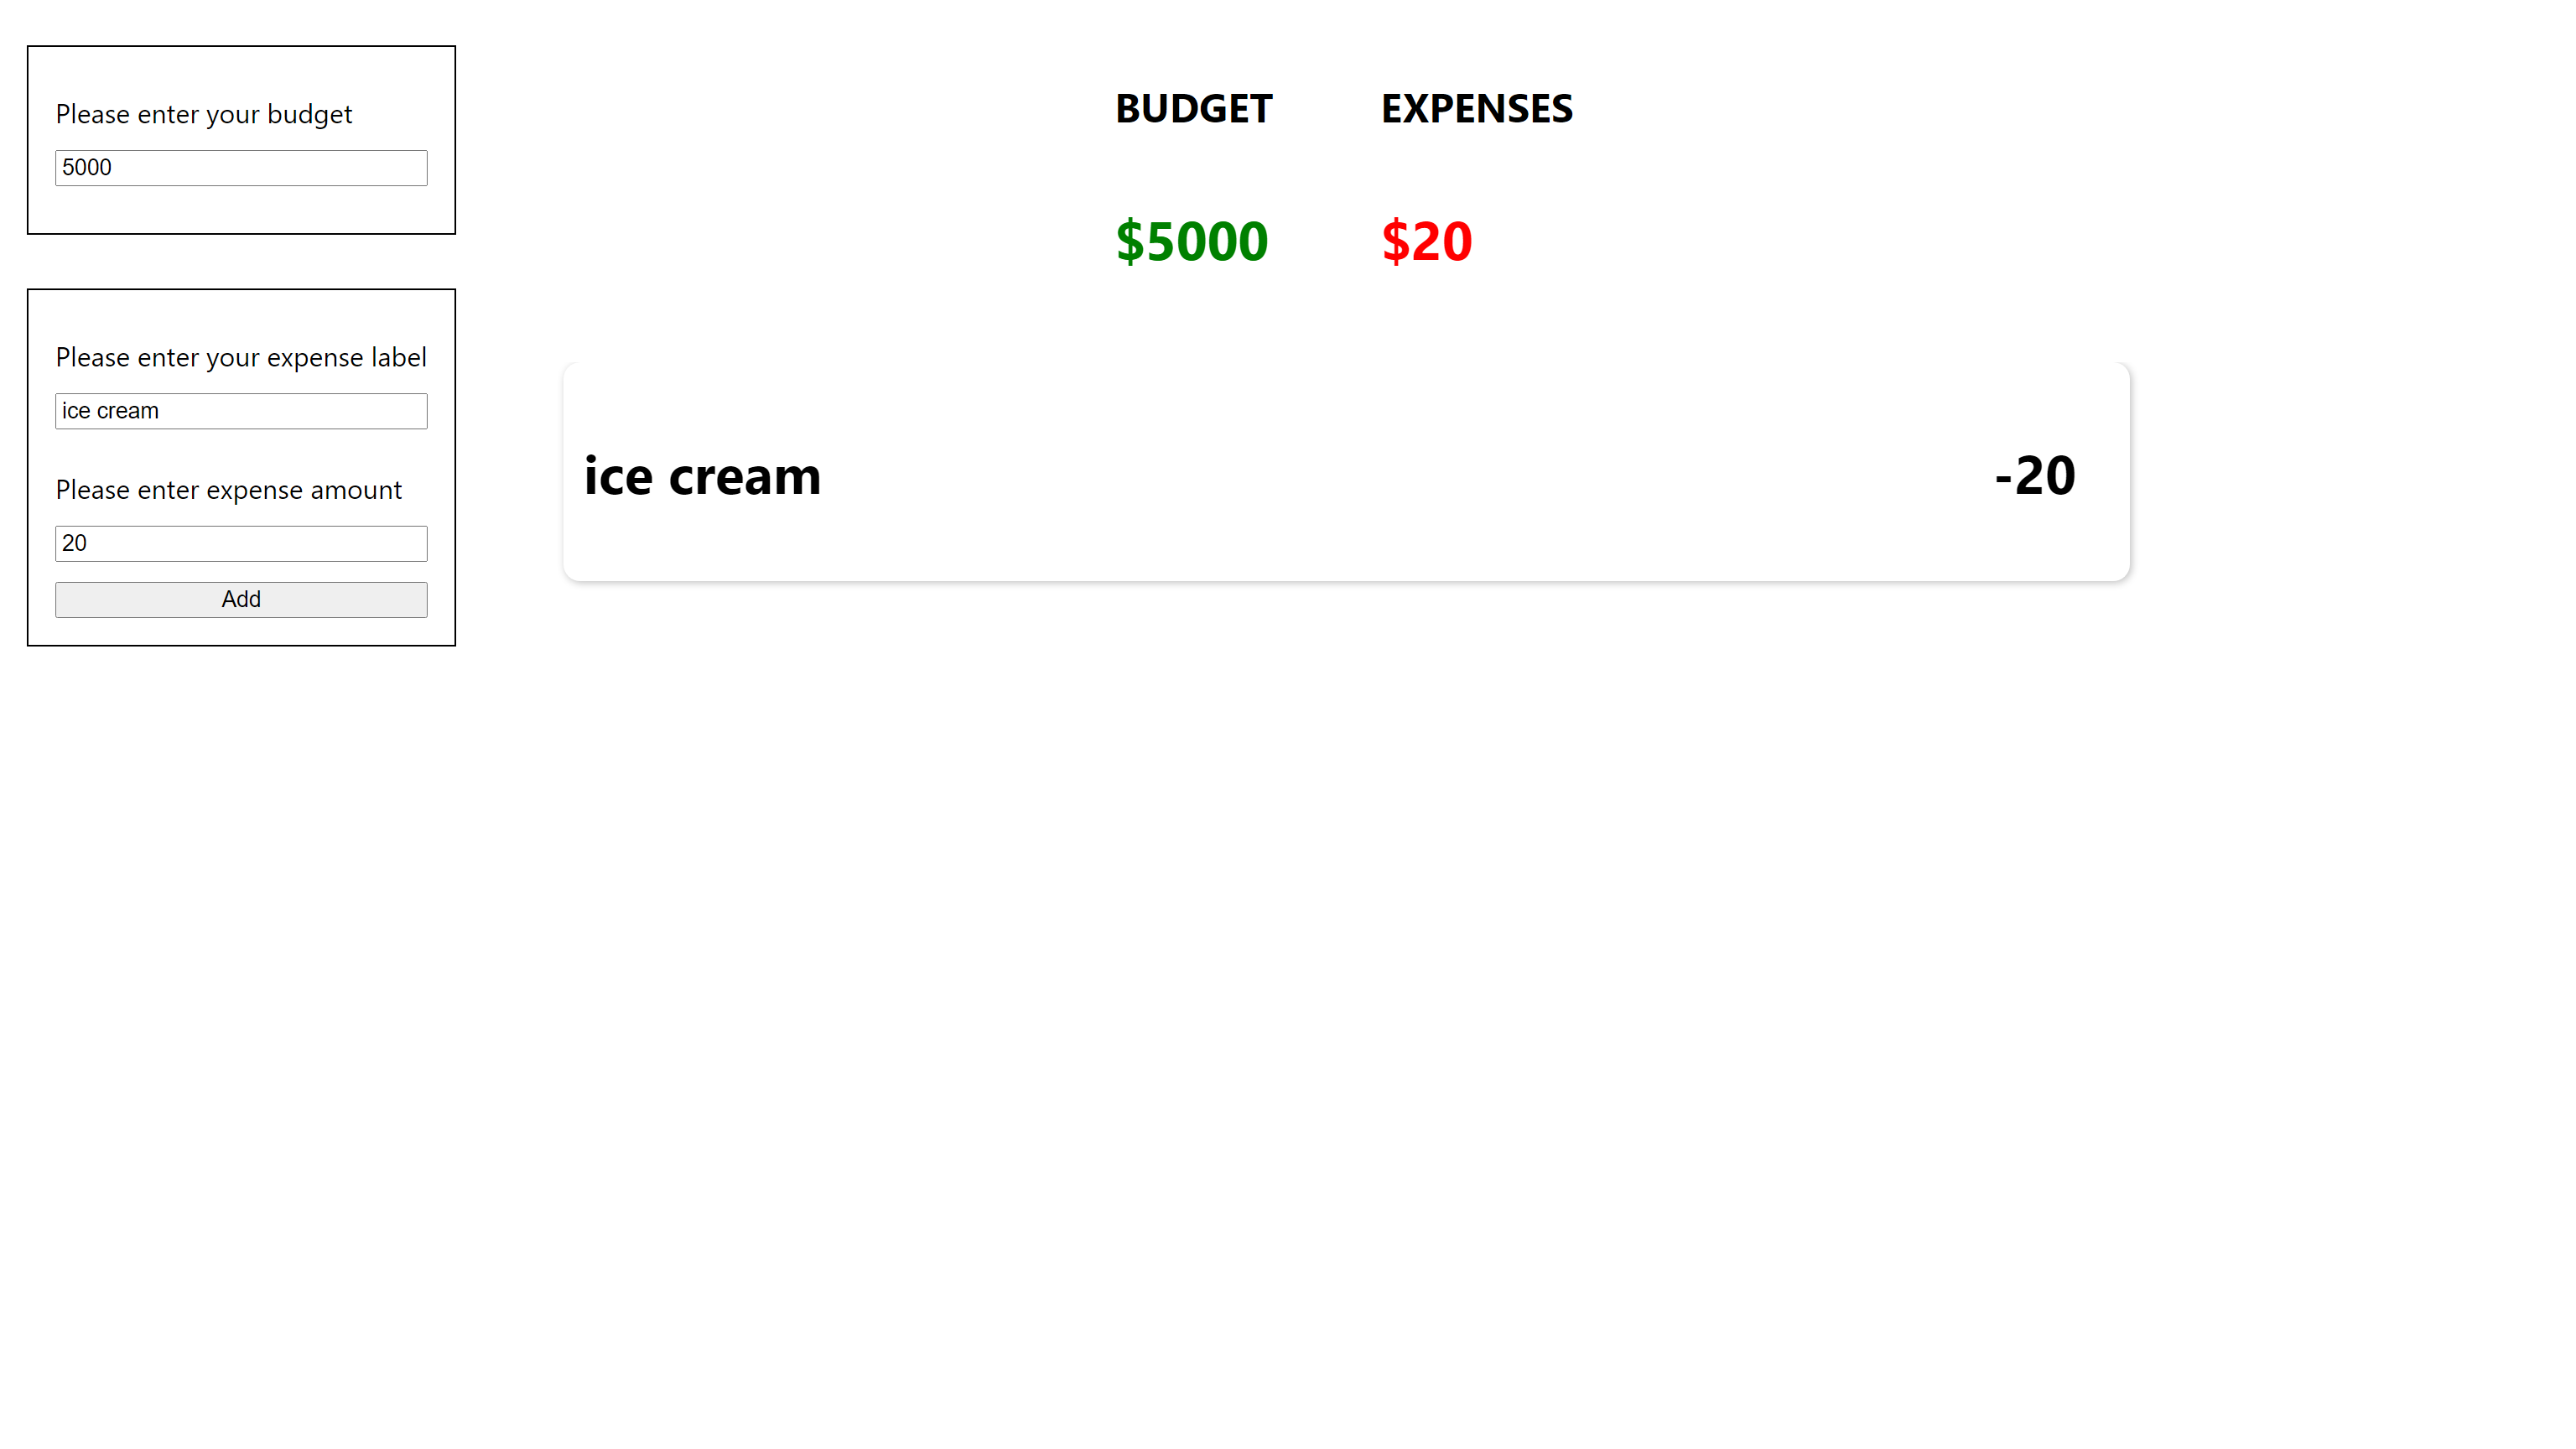 Please enter your budget
5000
Please enter your expense label
ice cream
Please enter expense amount
20
Add
BUDGET EXPENSES
$5000 $20
ice cream -20